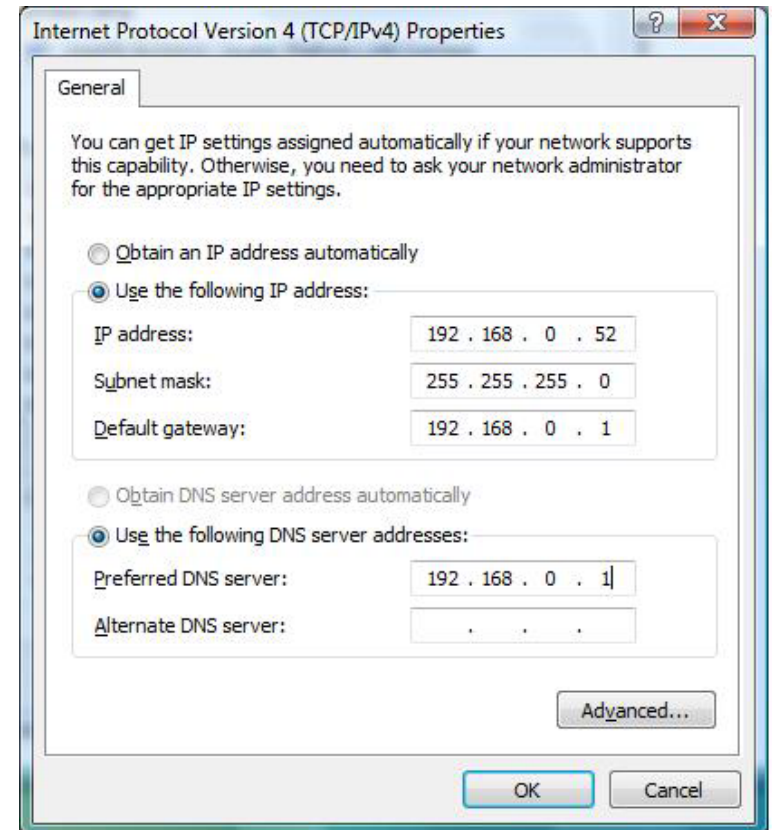 Internet Protocol Version 4 (TCP/IPv4) Properties
General
You can get IP settings assigned automatically if your network supports
this capability. Otherwise, you need to ask your network administrator
for the appropriate IP settings.
Obtain an IP address automatically
Use the following IP address:
IP address: 192 . 168 . 0 . 52
Subnet mask: 255 . 255 . 255 . 0
Default gateway: 192 . 168 . 0 . 1
Obtain DNS server address automatically
Use the following DNS server addresses:
Preferred DNS server: 192 . 168 . 0 . 1
Alternate DNS server: . . .
Advanced...
OK Cancel